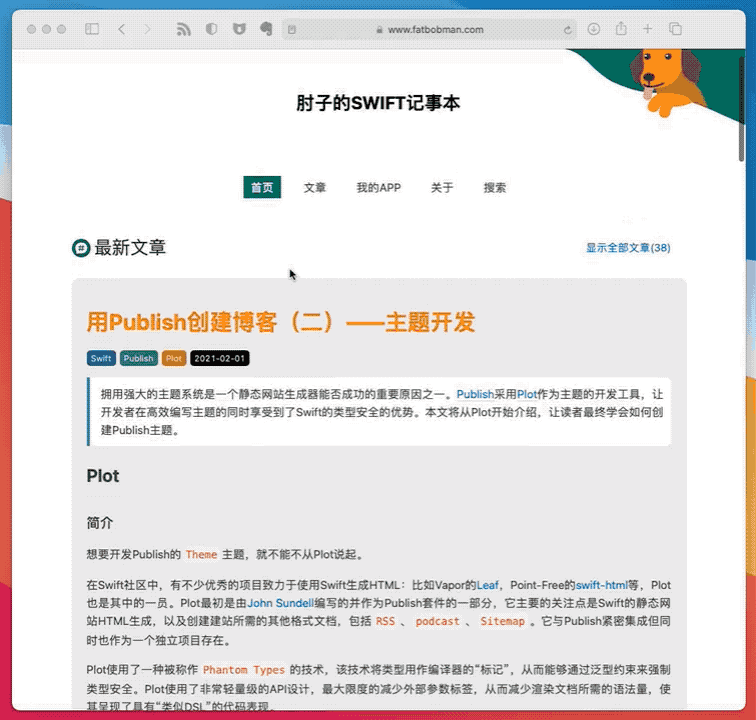 www.fatbobman.com
肘子的SWIFT记事本
首页 文章 我的APP 关于 搜索
# 最新文章 显示全部文章(38)
用Publish创建博客（二）——主题开发
Swift Publish Plot 2021-02-01
拥用强大的主题系统是一个静态网站生成器能否成功的重要原因之一。Publish采用Plot作为主题的开发工具，让
开发者在高效编写主题的同时享受到了Swift的类型安全的优势。本文将从Plot开始介绍，让读者最终学会如何创
建Publish主题。
Plot
简介
想要开发Publish的 Theme 主题，就不能不从Plot说起。
在Swift社区中，有不少优秀的项目致力于使用Swift生成HTML：比如Vapor的Leaf，Point-Free的swift-html等，Plot
也是其中的一员。Plot最初是由John Sundell编写的并作为Publish套件的一部分，它主要的关注点是Swift的静态网
站HTML生成，以及创建建站所需的其他格式文档，包括 RSS 、 podcast 、 Sitemap 。它与Publish紧密集成但同
时也作为一个独立项目存在。
Plot使用了一种被称作 Phantom Types 的技术，该技术将类型用作编译器的“标记”，从而能够通过泛型约束来强制
类型安全。Plot使用了非常轻量级的API设计，最大限度的减少外部参数标签，从而减少渲染文档所需的语法量，使
其呈现了具有“类似DSL”的代码表现。